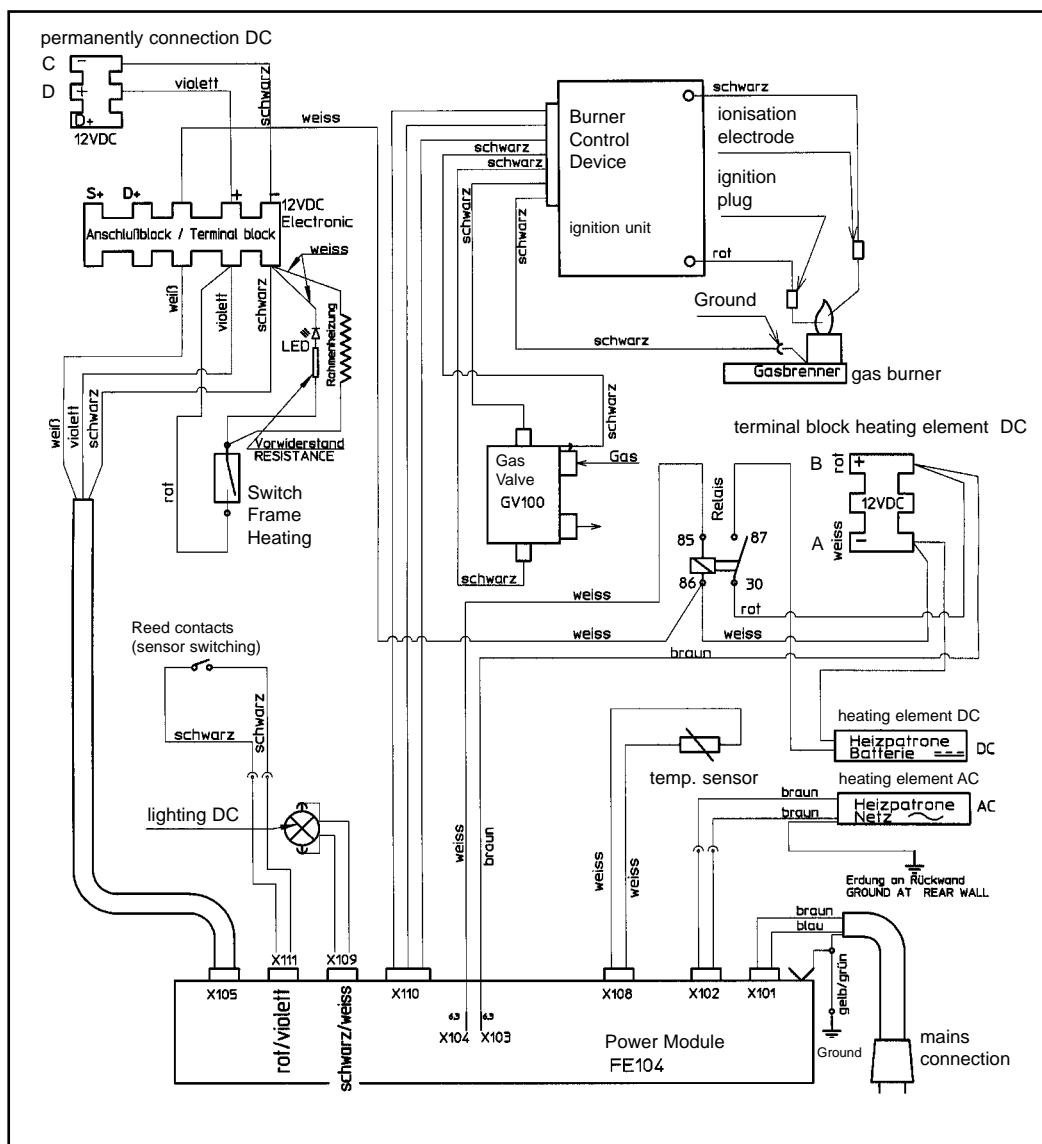 permanently connection DC
C
−
D
+
D+
12VDC
violett
schwarz
weiss
S+
D+
+
−
12VDC
Electronic
Anschlußblock / Terminal block
weiss
weiß
violett
schwarz
LED
Rahmenheizung
weiß
violett
schwarz
rot
Vorwiderstand
RESISTANCE
Switch
Frame
Heating
Burner
Control
Device
ignition unit
schwarz
schwarz
schwarz
schwarz
schwarz
ionisation
electrode
ignition
plug
rot
Ground
schwarz
Gasbrenner
gas burner
schwarz
Gas
Gas
Valve
GV100
schwarz
terminal block heating element DC
B
rot
+
12VDC
A
weiss
−
Relais
85
87
86
30
weiss
rot
weiss
weiss
braun
Reed contacts
(sensor switching)
schwarz
schwarz
lighting DC
temp. sensor
weiss
braun
weiss
weiss
heating element DC
Heizpatrone
Batterie
DC
heating element AC
braun
braun
Heizpatrone
Netz
AC
Erdung an Rückwand
GROUND AT REAR WALL
braun
blau
gelb/grün
Ground
mains
connection
X105
X111
rot/violett
X109
schwarz/weiss
X110
6,3
6,3
X104
X103
X108
X102
X101
Power Module
FE104